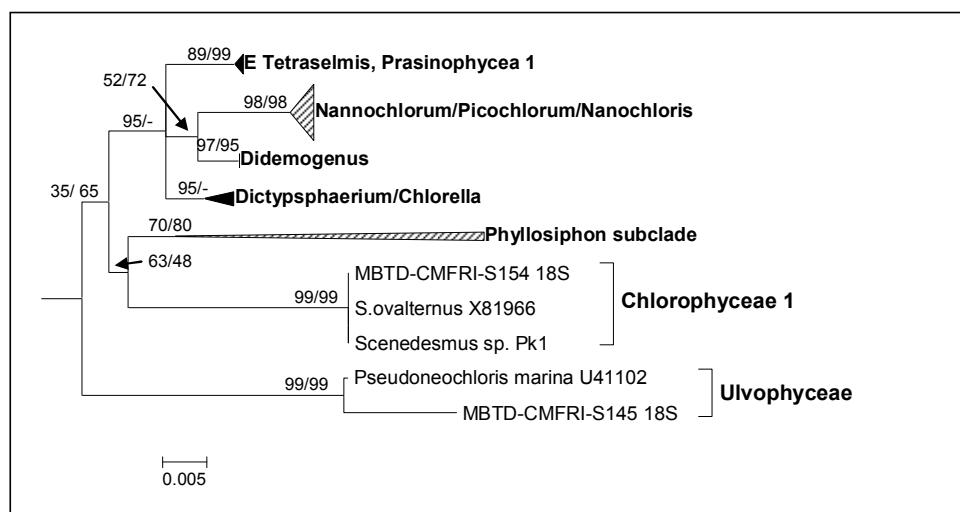 89/99
E Tetraselmis, Prasinophycea 1
52/72
98/98
Nannochlorum/Picochlorum/Nanochloris
95/-
97/95
Didemogenus
95/-
Dictypsphaerium/Chlorella
35/ 65
70/80
Phyllosiphon subclade
63/48
MBTD-CMFRI-S154 18S
99/99
S.ovalternus X81966
Chlorophyceae 1
Scenedesmus sp. Pk1
99/99
Pseudoneochloris marina U41102
Ulvophyceae
MBTD-CMFRI-S145 18S
0.005